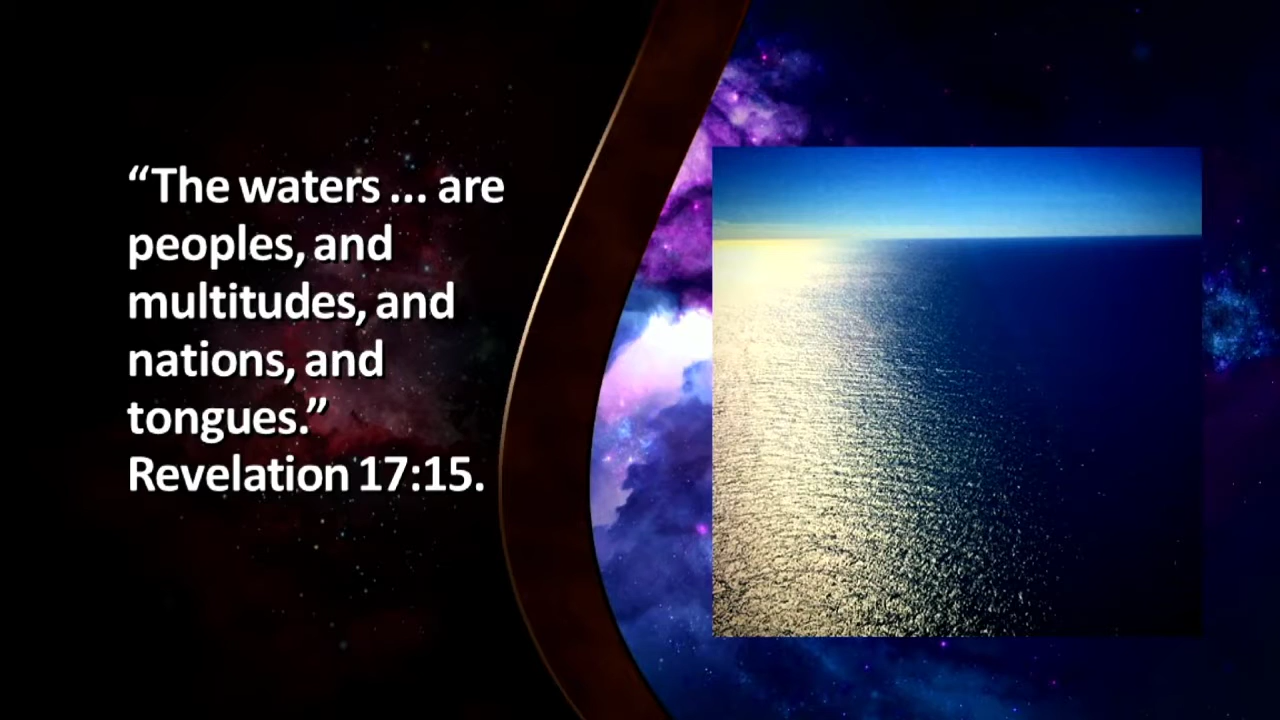 “The waters ... are
peoples, and
multitudes, and
nations, and
tongues.”
Revelation 17:15.